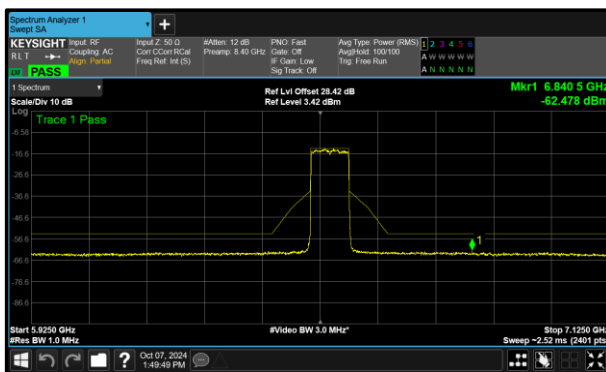 Spectrum Analyzer 1
Swept SA
+
KEYSIGHT Input: RF Input Z: 50 Ω #Atten: 12 dB PNO: Fast Avg Type: Power (RMS) 1 2 3 4 5 6
RLT Coupling: AC Corr CCorr RCal Preamp: 8.40 GHz Gate: Off Avg|Hold: 100/100 A W W W W W
Align: Partial Freq Ref: Int (S) IF Gain: Low Trig: Free Run
PASS Sig Track: Off A N N N N N
1 Spectrum Ref Lvl Offset 28.42 dB Mkr1 6.840 5 GHz
Scale/Div 10 dB Ref Level 3.42 dBm -62.478 dBm
Log
Trace 1 Pass
-6.58
-16.6
-26.6
-36.6
-46.6
-56.6
1
-66.6
-76.6
-86.6
Start 5.9250 GHz #Video BW 3.0 MHz* Stop 7.1250 GHz
#Res BW 1.0 MHz Sweep ~2.52 ms (2401 pts)
? Oct 07, 2024
1:49:49 PM